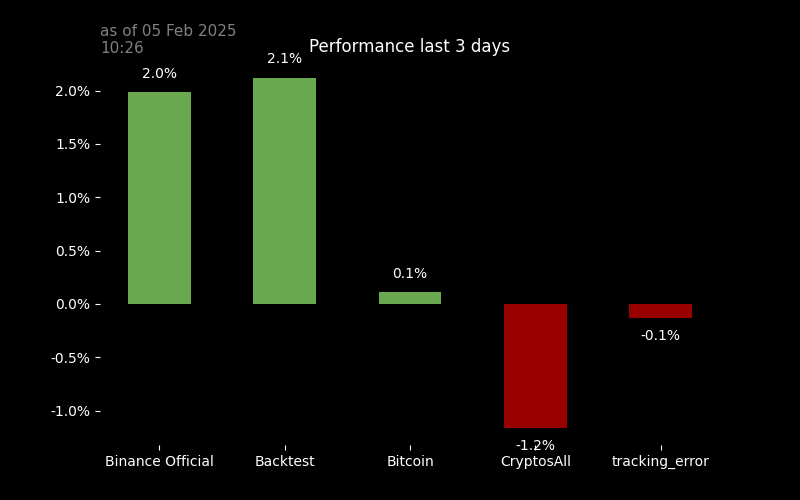 as of 05 Feb 2025
10:26
Performance last 3 days
2.0%
2.1%
0.1%
-1.2%
-0.1%
2.0%
1.5%
1.0%
0.5%
0.0%
-0.5%
-1.0%
Binance Official
Backtest
Bitcoin
CryptosAll
tracking_error